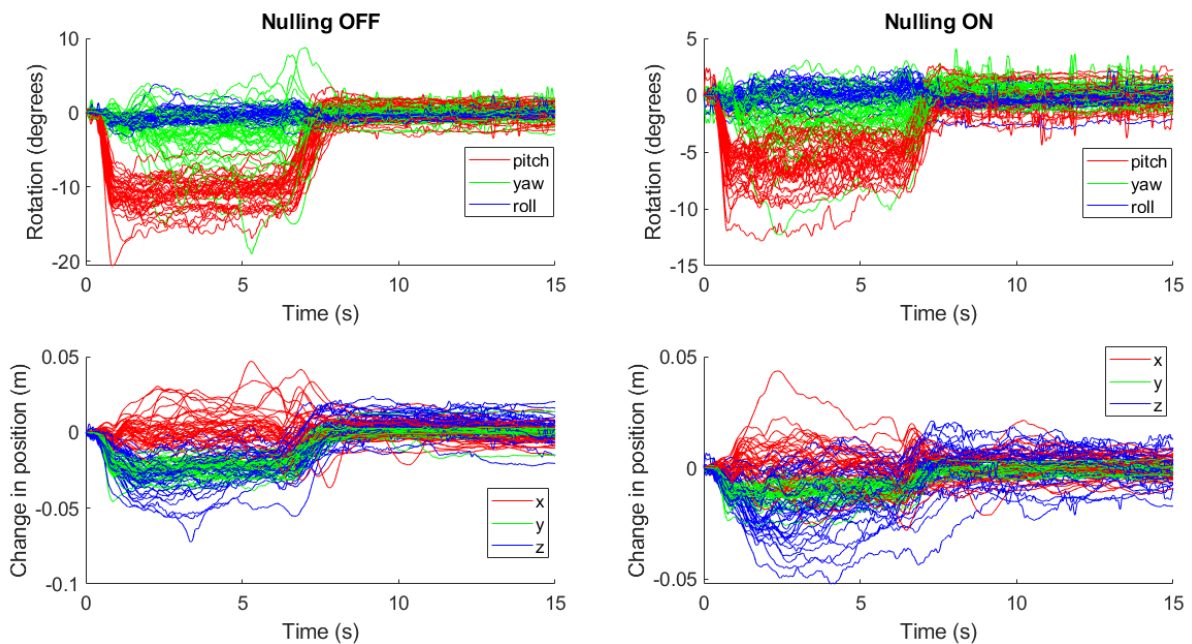 Nulling OFF
10
0
-10
-20
Rotation (degrees)
pitch
yaw
roll
0
5
10
15
Time (s)
Nulling ON
5
0
-5
-10
-15
Rotation (degrees)
pitch
yaw
roll
0
5
10
15
Time (s)
0.05
0
-0.05
-0.1
Change in position (m)
x
y
z
0
5
10
15
Time (s)
0.05
0
-0.05
Change in position (m)
x
y
z
0
5
10
15
Time (s)